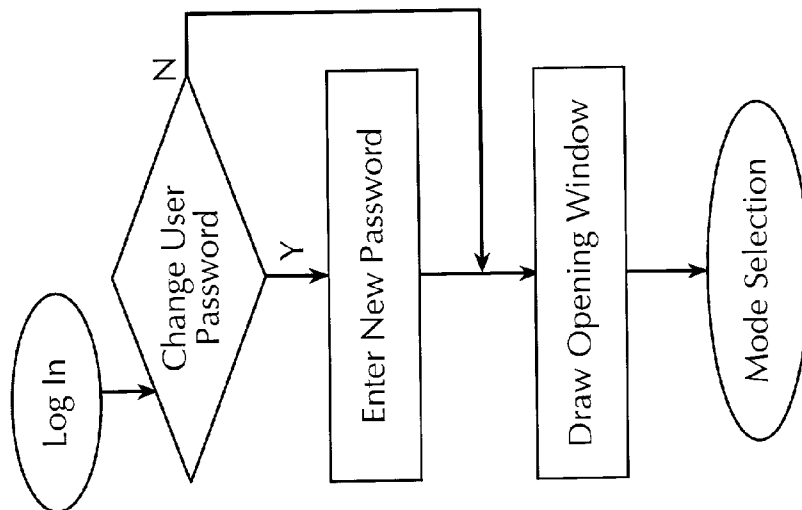 Log In
Change User
Password
N
Y
Enter New Password
Draw Opening Window
Mode Selection